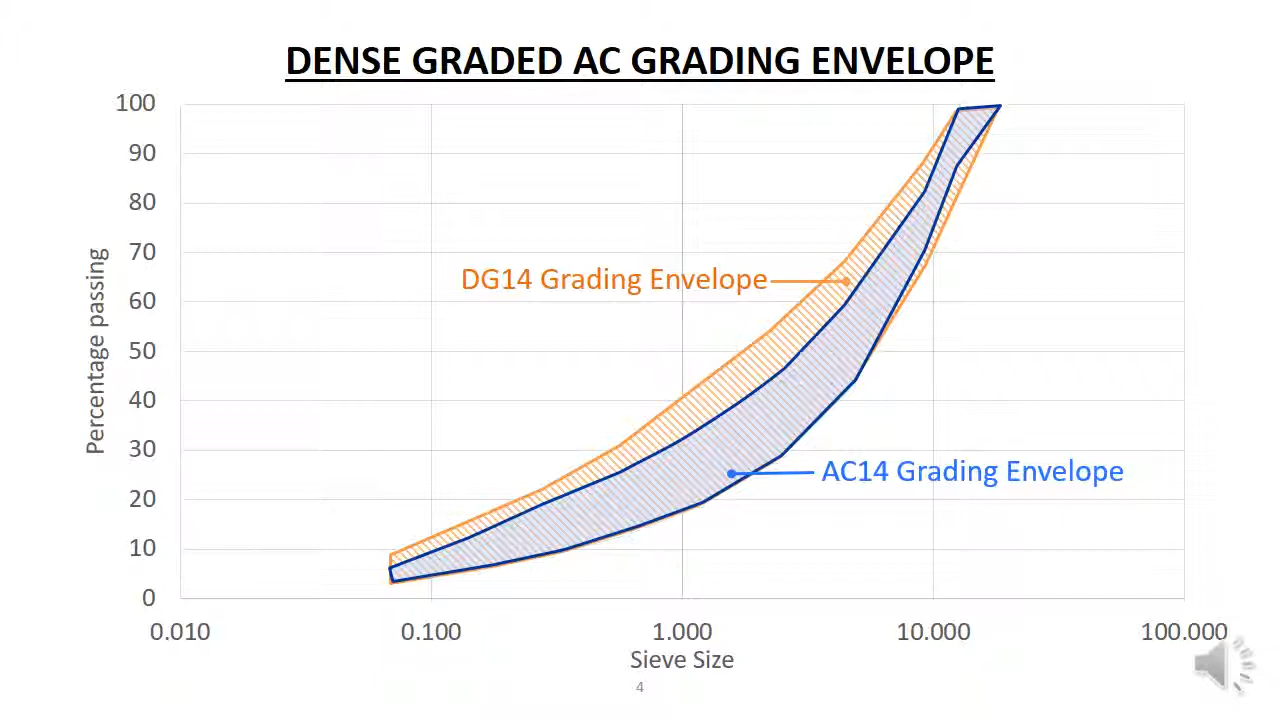 DENSE GRADED AC GRADING ENVELOPE
100
90
80
70
60
50
40
30
20
10
0
Percentage passing
DG14 Grading Envelope
AC14 Grading Envelope
0.010 0.100 1.000 10.000 100.000
Sieve Size
4